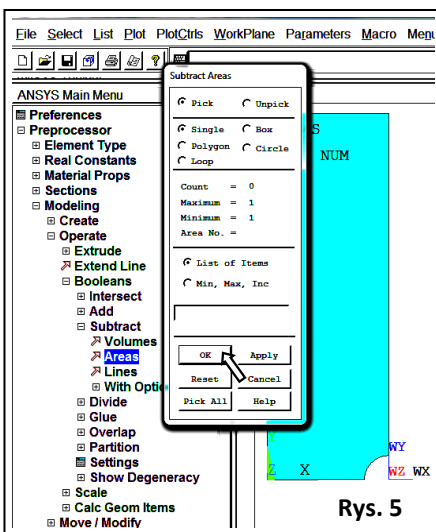 File Select List Plot PlotCtrls WorkPlane Parameters Macro Menu
ANSYS Main Menu
Preferences
Preprocessor
Element Type
Real Constants
Material Props
Sections
Modeling
Create
Operate
Extrude
Extend Line
Booleans
Intersect
Add
Subtract
Volumes
Areas
Lines
With Optio
Divide
Glue
Overlap
Partition
Settings
Show Degeneracy
Scale
Calc Geom Items
Move / Modify
Subtract Areas
Pick Unpick
Single Box
Polygon Circle
Loop
Count = 0
Maximum = 1
Minimum = 1
Area No. =
List of Items
Min, Max, Inc
OK Apply
Reset Cancel
Pick All Help
S
NUM
Y
Z X
WY
WZ WX
Rys. 5